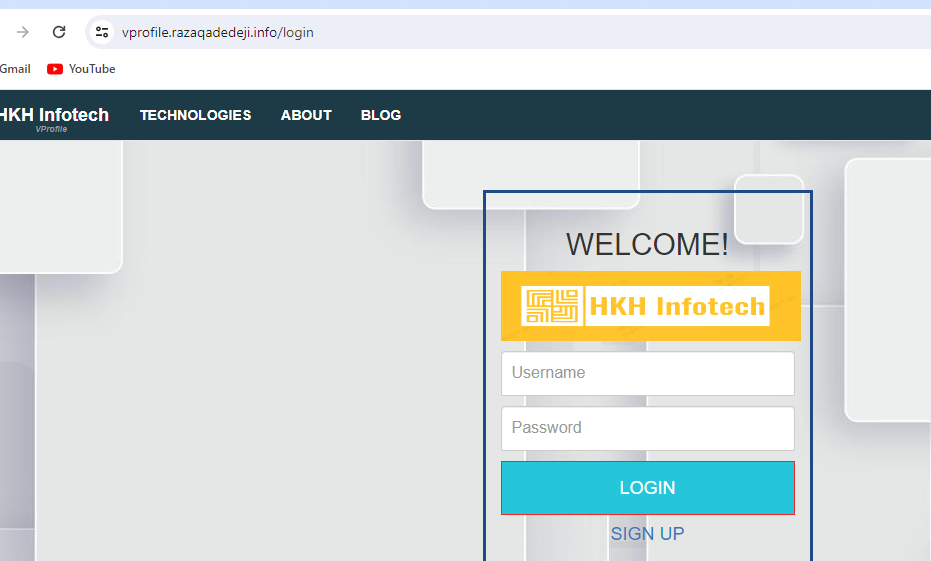 vprofile.razaqadedeji.info/login
Gmail YouTube
HKH Infotech TECHNOLOGIES ABOUT BLOG
VProfile
WELCOME!
HKH Infotech
Username
Password
LOGIN
SIGN UP